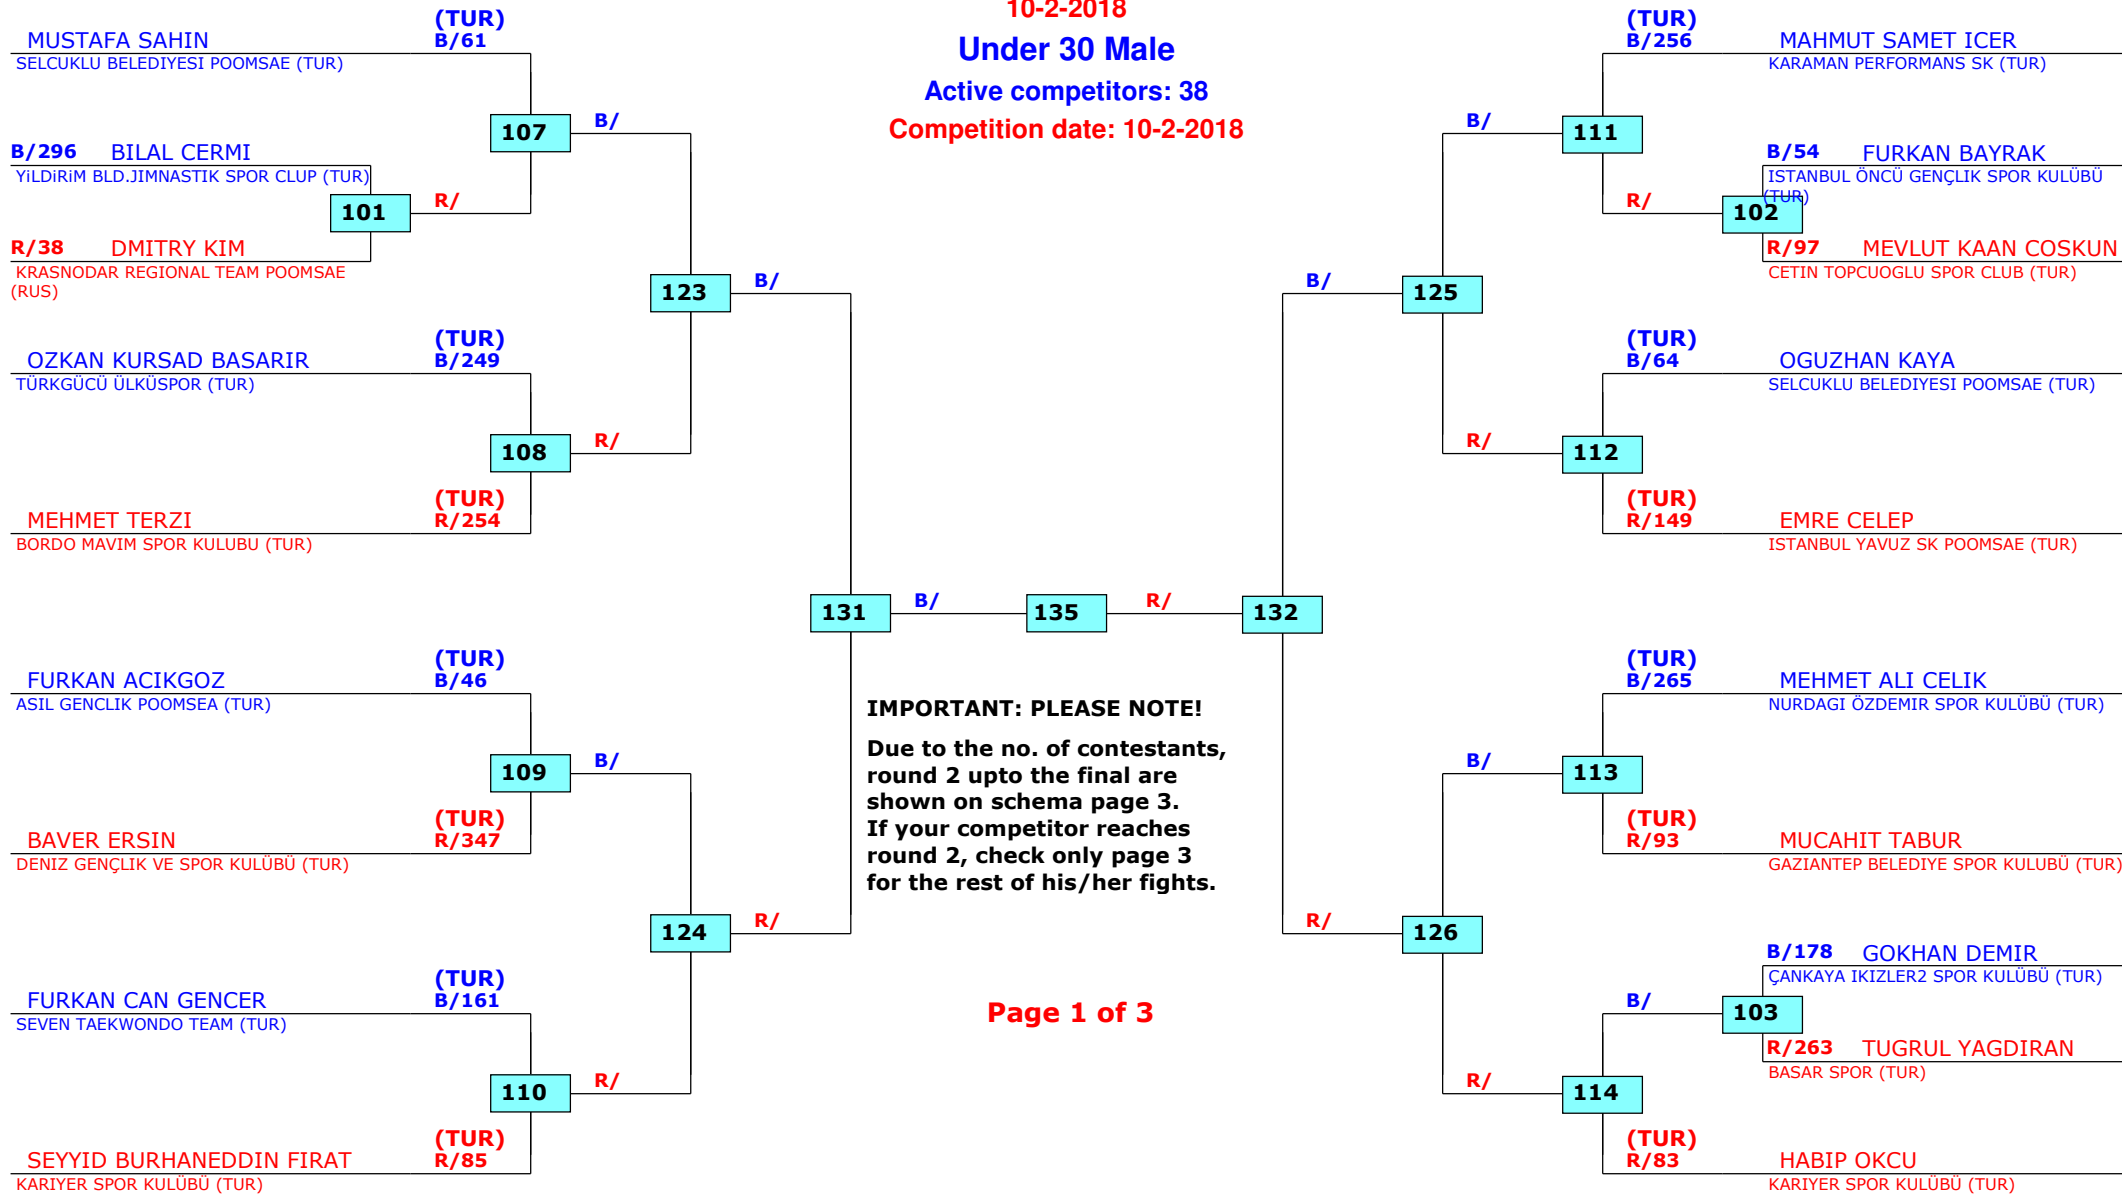 10-2-2018
Under 30 Male
Active competitors: 38
Competition date: 10-2-2018
(TUR)
MUSTAFA SAHIN B/61
SELCUKLU BELEDIYESI POOMSAE (TUR)
107
B/
B/296 BILAL CERMI
YiLDiRiM BLD.JIMNASTIK SPOR CLUP (TUR)
101
R/
R/38 DMITRY KIM
KRASNODAR REGIONAL TEAM POOMSAE
(RUS)
123
B/
(TUR)
OZKAN KURSAD BASARIR B/249
TÜRKGÜCÜ ÜLKÜSPOR (TUR)
108
R/
(TUR)
MEHMET TERZI R/254
BORDO MAVIM SPOR KULUBU (TUR)
131
B/
135
R/
132
(TUR)
FURKAN ACIKGOZ B/46
ASIL GENCLIK POOMSEA (TUR)
109
B/
(TUR)
BAVER ERSIN R/347
DENIZ GENÇLIK VE SPOR KULÜBÜ (TUR)
124
R/
(TUR)
FURKAN CAN GENCER B/161
SEVEN TAEKWONDO TEAM (TUR)
110
R/
(TUR)
SEYYID BURHANEDDIN FIRAT R/85
KARIYER SPOR KULÜBÜ (TUR)
IMPORTANT: PLEASE NOTE!
Due to the no. of contestants,
round 2 upto the final are
shown on schema page 3.
If your competitor reaches
round 2, check only page 3
for the rest of his/her fights.
Page 1 of 3
(TUR)
B/256 MAHMUT SAMET ICER
KARAMAN PERFORMANS SK (TUR)
B/
111
B/54 FURKAN BAYRAK
ISTANBUL ÖNCÜ GENÇLIK SPOR KULÜBÜ
(TUR)
R/
102
R/97 MEVLUT KAAN COSKUN
CETIN TOPCUOGLU SPOR CLUB (TUR)
B/
125
(TUR)
B/64 OGUZHAN KAYA
SELCUKLU BELEDIYESI POOMSAE (TUR)
R/
112
(TUR)
R/149 EMRE CELEP
ISTANBUL YAVUZ SK POOMSAE (TUR)
(TUR)
B/265 MEHMET ALI CELIK
NURDAGI ÖZDEMIR SPOR KULÜBÜ (TUR)
B/
113
(TUR)
R/93 MUCAHIT TABUR
GAZIANTEP BELEDIYE SPOR KULUBÜ (TUR)
R/
126
B/178 GOKHAN DEMIR
ÇANKAYA IKIZLER2 SPOR KULÜBÜ (TUR)
B/
103
R/263 TUGRUL YAGDIRAN
BASAR SPOR (TUR)
R/
114
(TUR)
R/83 HABIP OKCU
KARIYER SPOR KULÜBÜ (TUR)